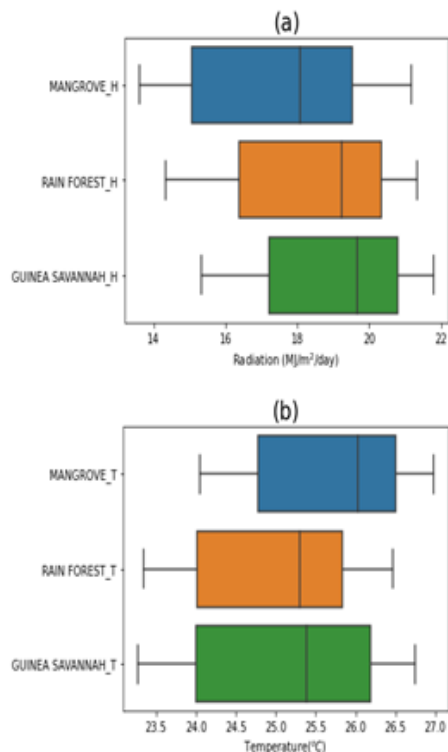 (a)
MANGROVE_H
RAIN FOREST_H
GUINEA SAVANNAH_H
14 16 18 20 22
Radiation (MJ/m²/day)
(b)
MANGROVE_T
RAIN FOREST_T
GUINEA SAVANNAH_T
23.5 24.0 24.5 25.0 25.5 26.0 26.5 27.0
Temperature(°C)